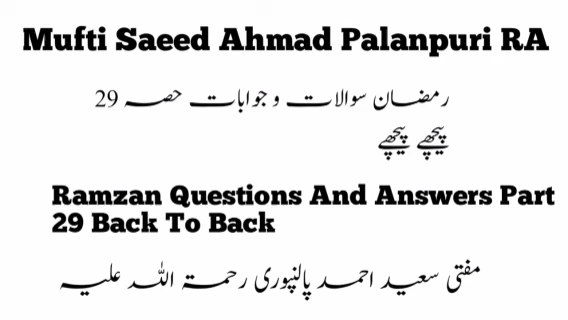 Mufti Saeed Ahmad Palanpuri RA
رمضان سوالات و جوابات حصہ 29
پیچھے پیچھے
Ramzan Questions And Answers Part
29 Back To Back
مفتی سعید احمد پالنپوری رحمۃ اللہ علیہ